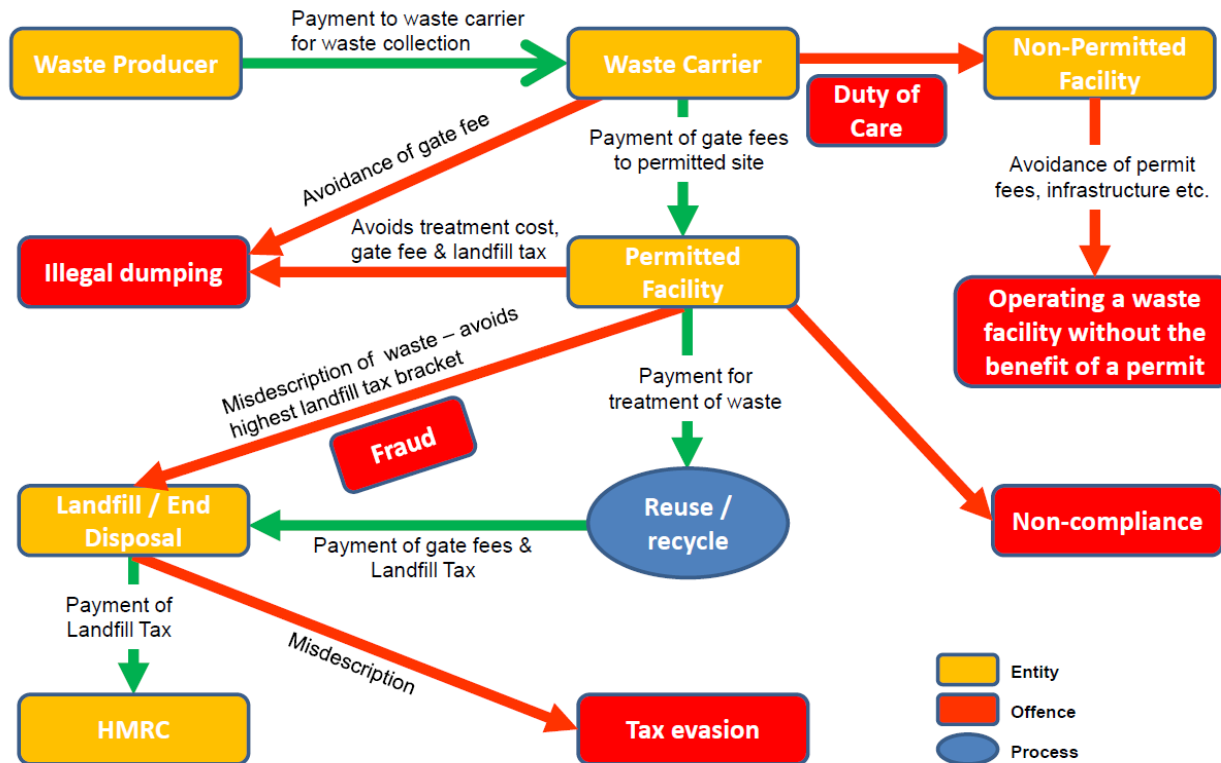 Payment to waste carrier
for waste collection
Waste Producer
Waste Carrier
Non-Permitted
Facility
Duty of
Care
Avoidance of gate fee
Payment of gate fees
to permitted site
Avoidance of permit
fees, infrastructure etc.
Avoids treatment cost,
gate fee & landfill tax
Illegal dumping
Permitted
Facility
Operating a waste
facility without the
benefit of a permit
Misdescription of waste – avoids
highest landfill tax bracket
Payment for
treatment of waste
Fraud
Landfill / End
Disposal
Reuse /
recycle
Non-compliance
Payment of gate fees &
Landfill Tax
Payment of
Landfill Tax
Misdescription
HMRC
Tax evasion
Entity
Offence
Process